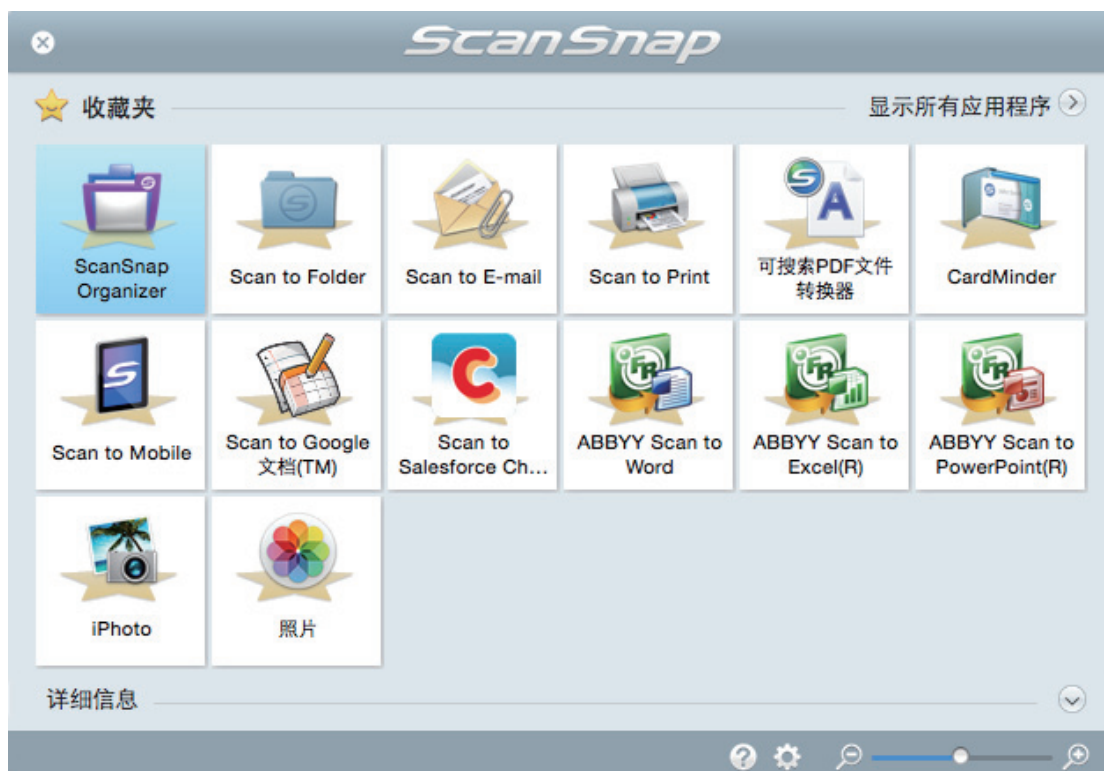 ScanSnap
收藏夹
显示所有应用程序
ScanSnap
Organizer
Scan to Folder
Scan to E-mail
Scan to Print
可搜索PDF文件
转换器
CardMinder
Scan to Mobile
Scan to Google
文档(TM)
Scan to
Salesforce Ch...
ABBYY Scan to
Word
ABBYY Scan to
Excel(R)
ABBYY Scan to
PowerPoint(R)
iPhoto
照片
详细信息